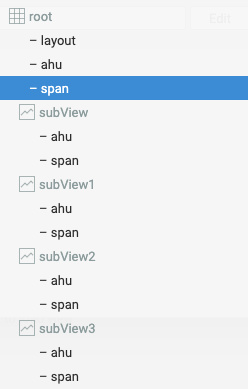 root
Edit
– layout
– ahu
– span
subView
– ahu
– span
subView1
– ahu
– span
subView2
– ahu
– span
subView3
– ahu
– span